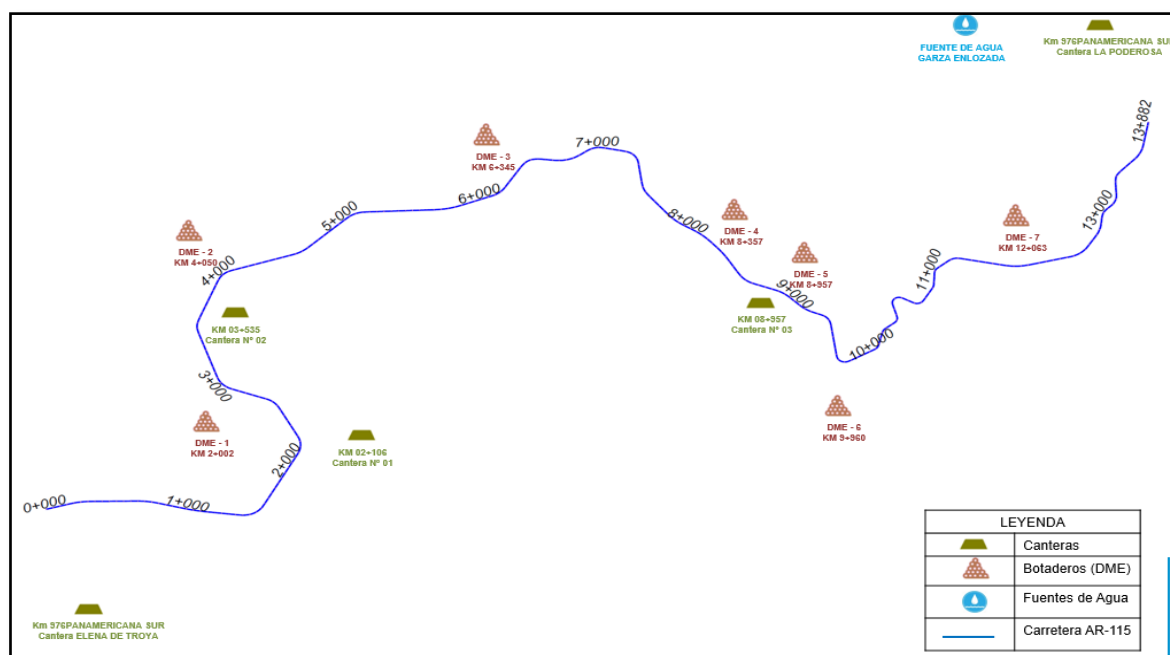 FUENTE DE AGUA
GARZA ENLOZADA
Km 976PANAMERICANA SUR
Cantera LA PODEROSA
13+882
DME - 3
KM 6+345
7+000
6+000
5+000
8+000
DME - 4
KM 8+357
DME - 7
KM 12+063
13+000
DME - 2
KM 4+050
4+000
DME - 5
KM 8+957
9+000
11+000
KM 03+535
Cantera Nº 02
KM 08+957
Cantera Nº 03
10+000
3+000
DME - 1
KM 2+002
2+000
KM 02+106
Cantera Nº 01
DME - 6
KM 9+960
0+000
1+000
Km 976PANAMERICANA SUR
Cantera ELENA DE TROYA
LEYENDA
Canteras
Botaderos (DME)
Fuentes de Agua
Carretera AR-115